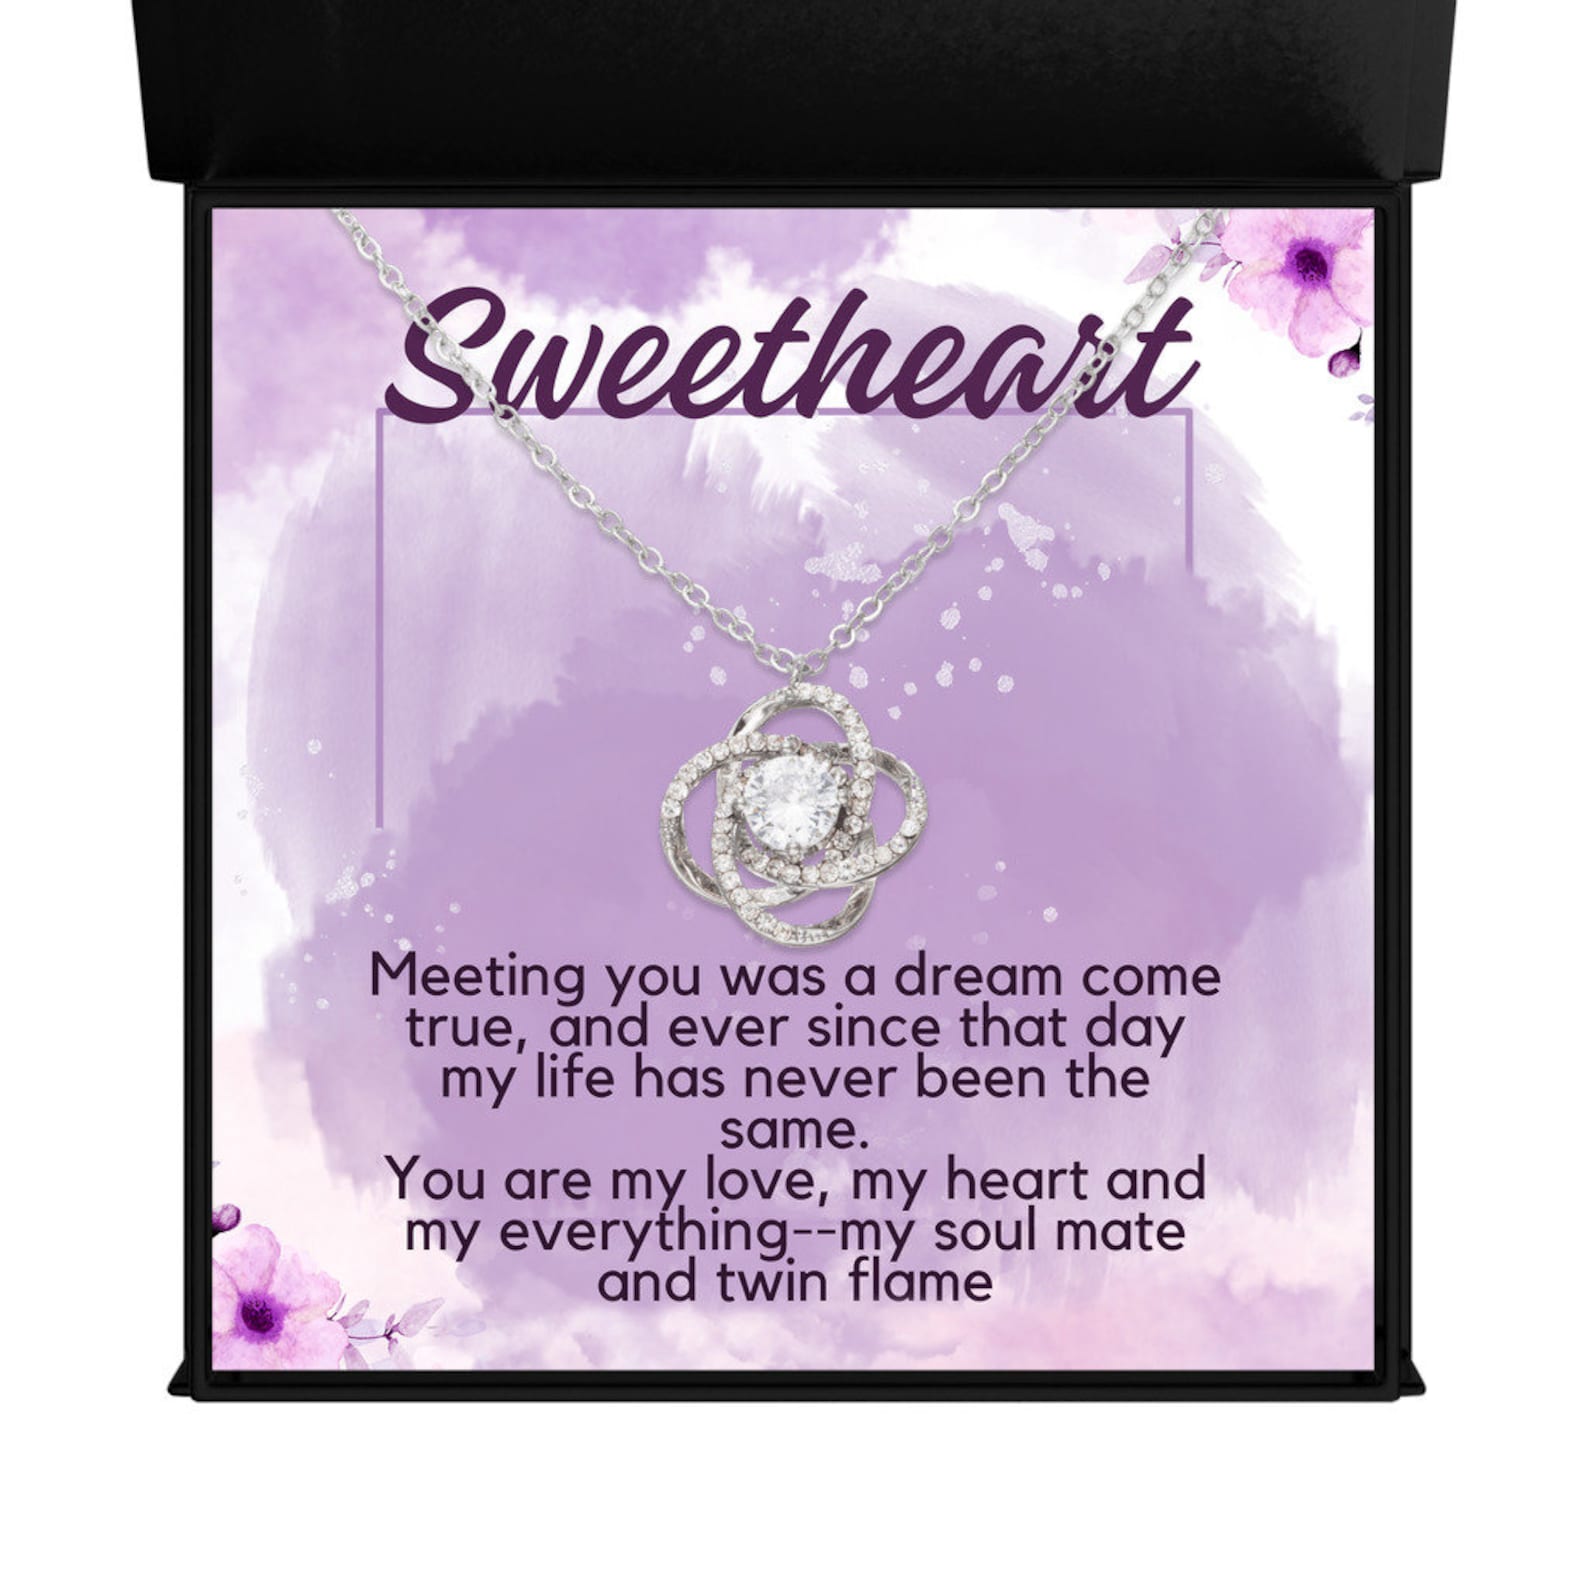 Sweetheart
Meeting you was a dream come
true, and ever since that day
my life has never been the
same.
You are my love, my heart and
my everything--my soul mate
and twin flame